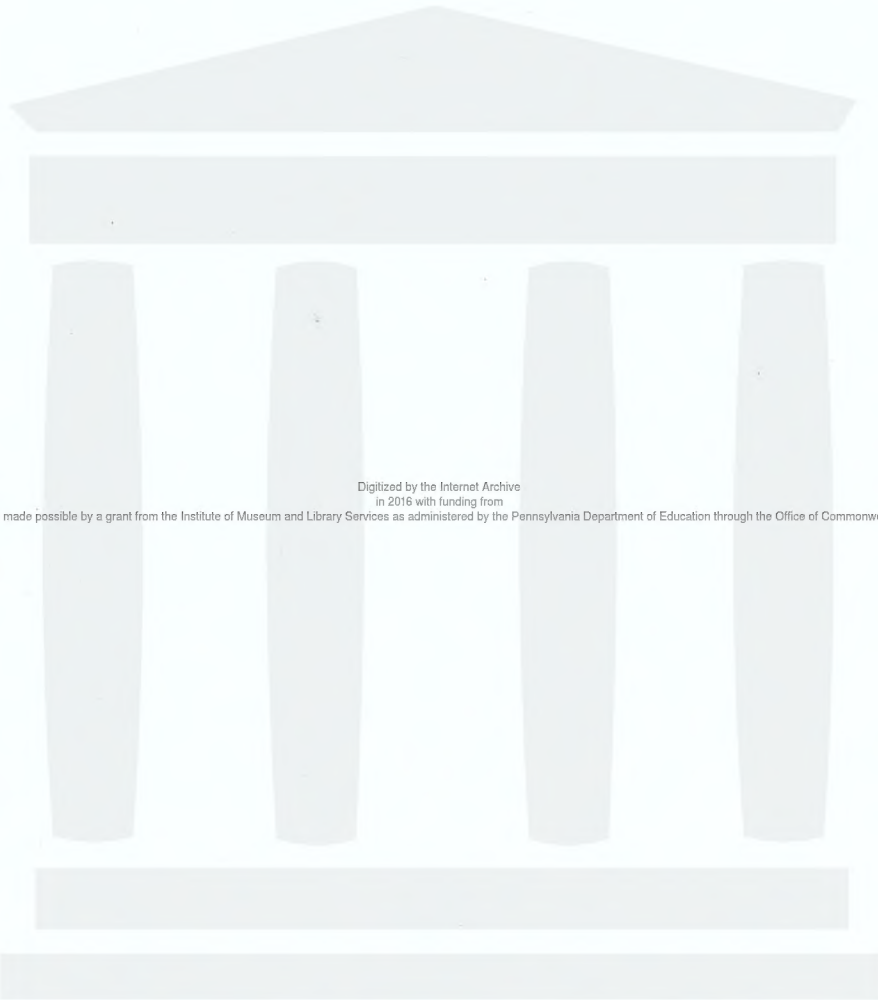 Digitized by the Internet Archive
in 2016 with funding from
made possible by a grant from the Institute of Museum and Library Services as administered by the Pennsylvania Department of Education through the Office of